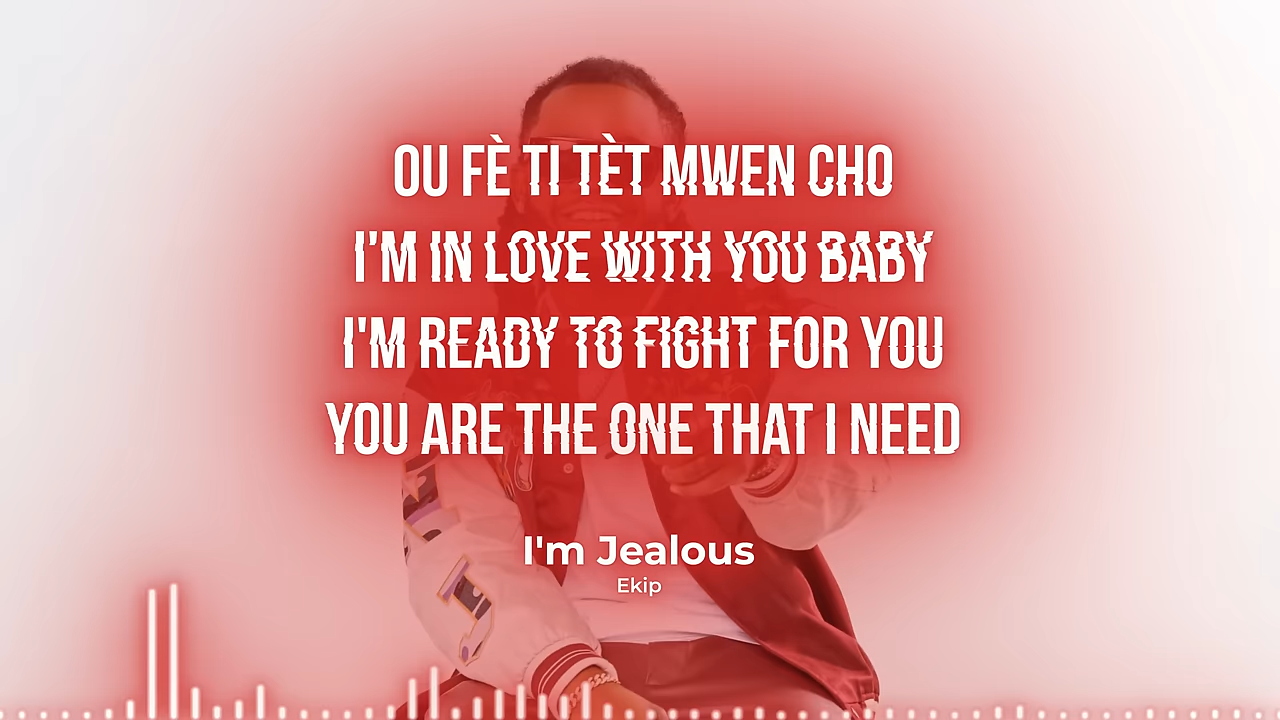 OU FÈ TI TÈT MWEN CHO
I'M IN LOVE WITH YOU BABY
I'M READY TO FIGHT FOR YOU
YOU ARE THE ONE THAT I NEED
I'm Jealous
Ekip